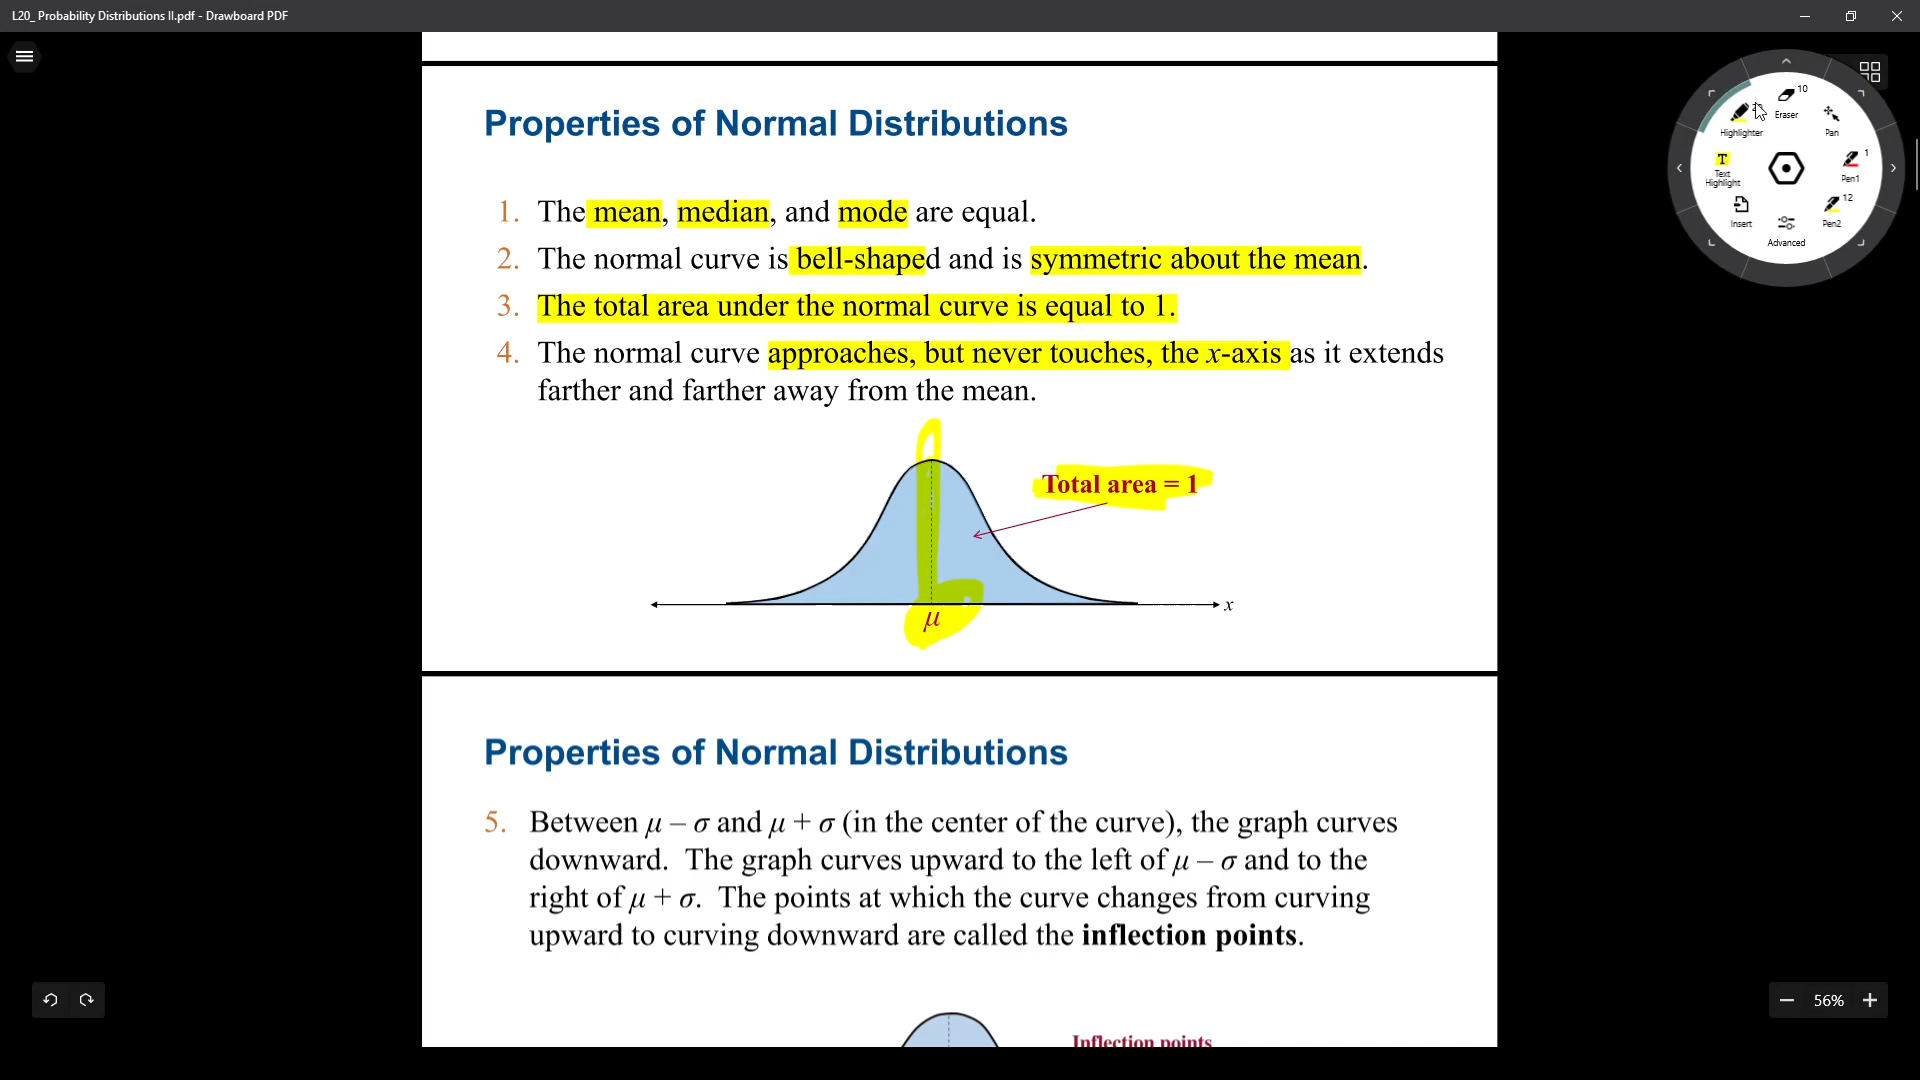 L20_ Probability Distributions II.pdf - Drawboard PDF
Properties of Normal Distributions
1. The mean, median, and mode are equal.
2. The normal curve is bell-shaped and is symmetric about the mean.
3. The total area under the normal curve is equal to 1.
4. The normal curve approaches, but never touches, the x-axis as it extends
farther and farther away from the mean.
Total area = 1
x
μ
Properties of Normal Distributions
5. Between μ – σ and μ + σ (in the center of the curve), the graph curves
downward. The graph curves upward to the left of μ – σ and to the
right of μ + σ. The points at which the curve changes from curving
upward to curving downward are called the inflection points.
Inflection points
10
Eraser
Highlighter
Pan
T
Text
Highlight
1
Pen1
Insert
12
Pen2
Advanced
56%